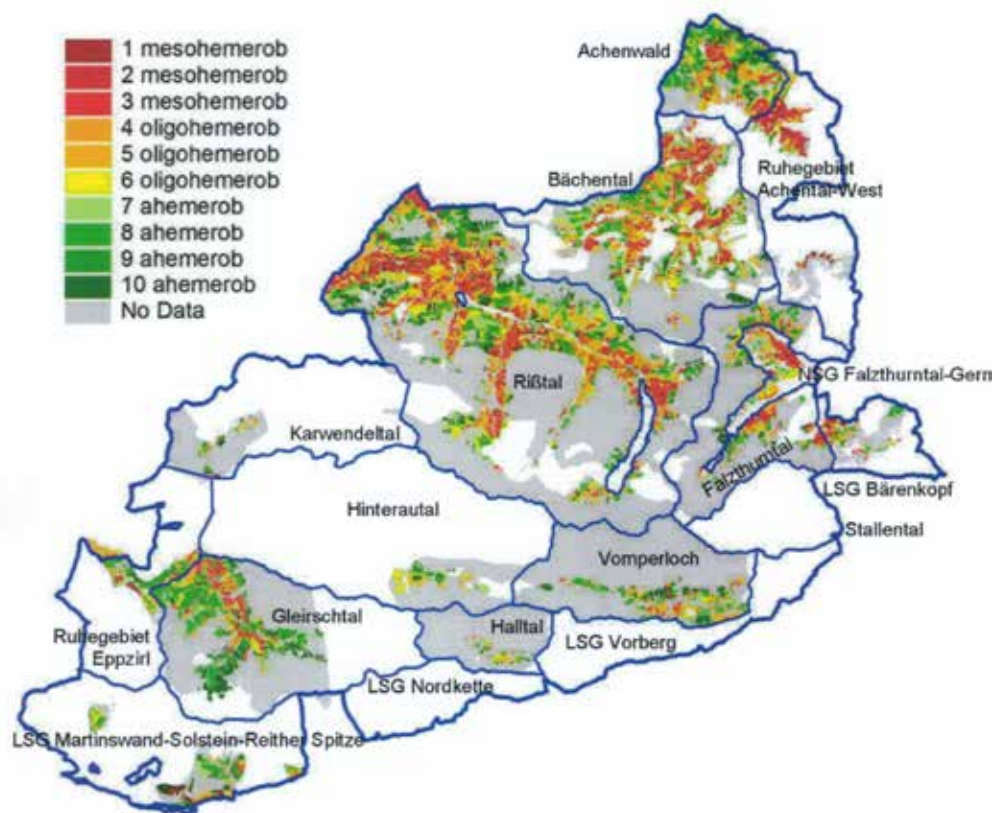 1 mesohemerob
2 mesohemerob
3 mesohemerob
4 oligohemerob
5 oligohemerob
6 oligohemerob
7 ahemerob
8 ahemerob
9 ahemerob
10 ahemerob
No Data
Achenwald
Ruhegebiet
Achental-West
Bächental
Rißtal
NSG Falzthurntal-Gern
Karwendeltal
Falzthurntal
LSG Bärenkopf
Hinterautal
Stallental
Vomperloch
Gleirschtal
Halltal
Ruhegebiet
Eppzirl
LSG Vorberg
LSG Nordkette
LSG Martinswand-Solstein-Reither Spitze